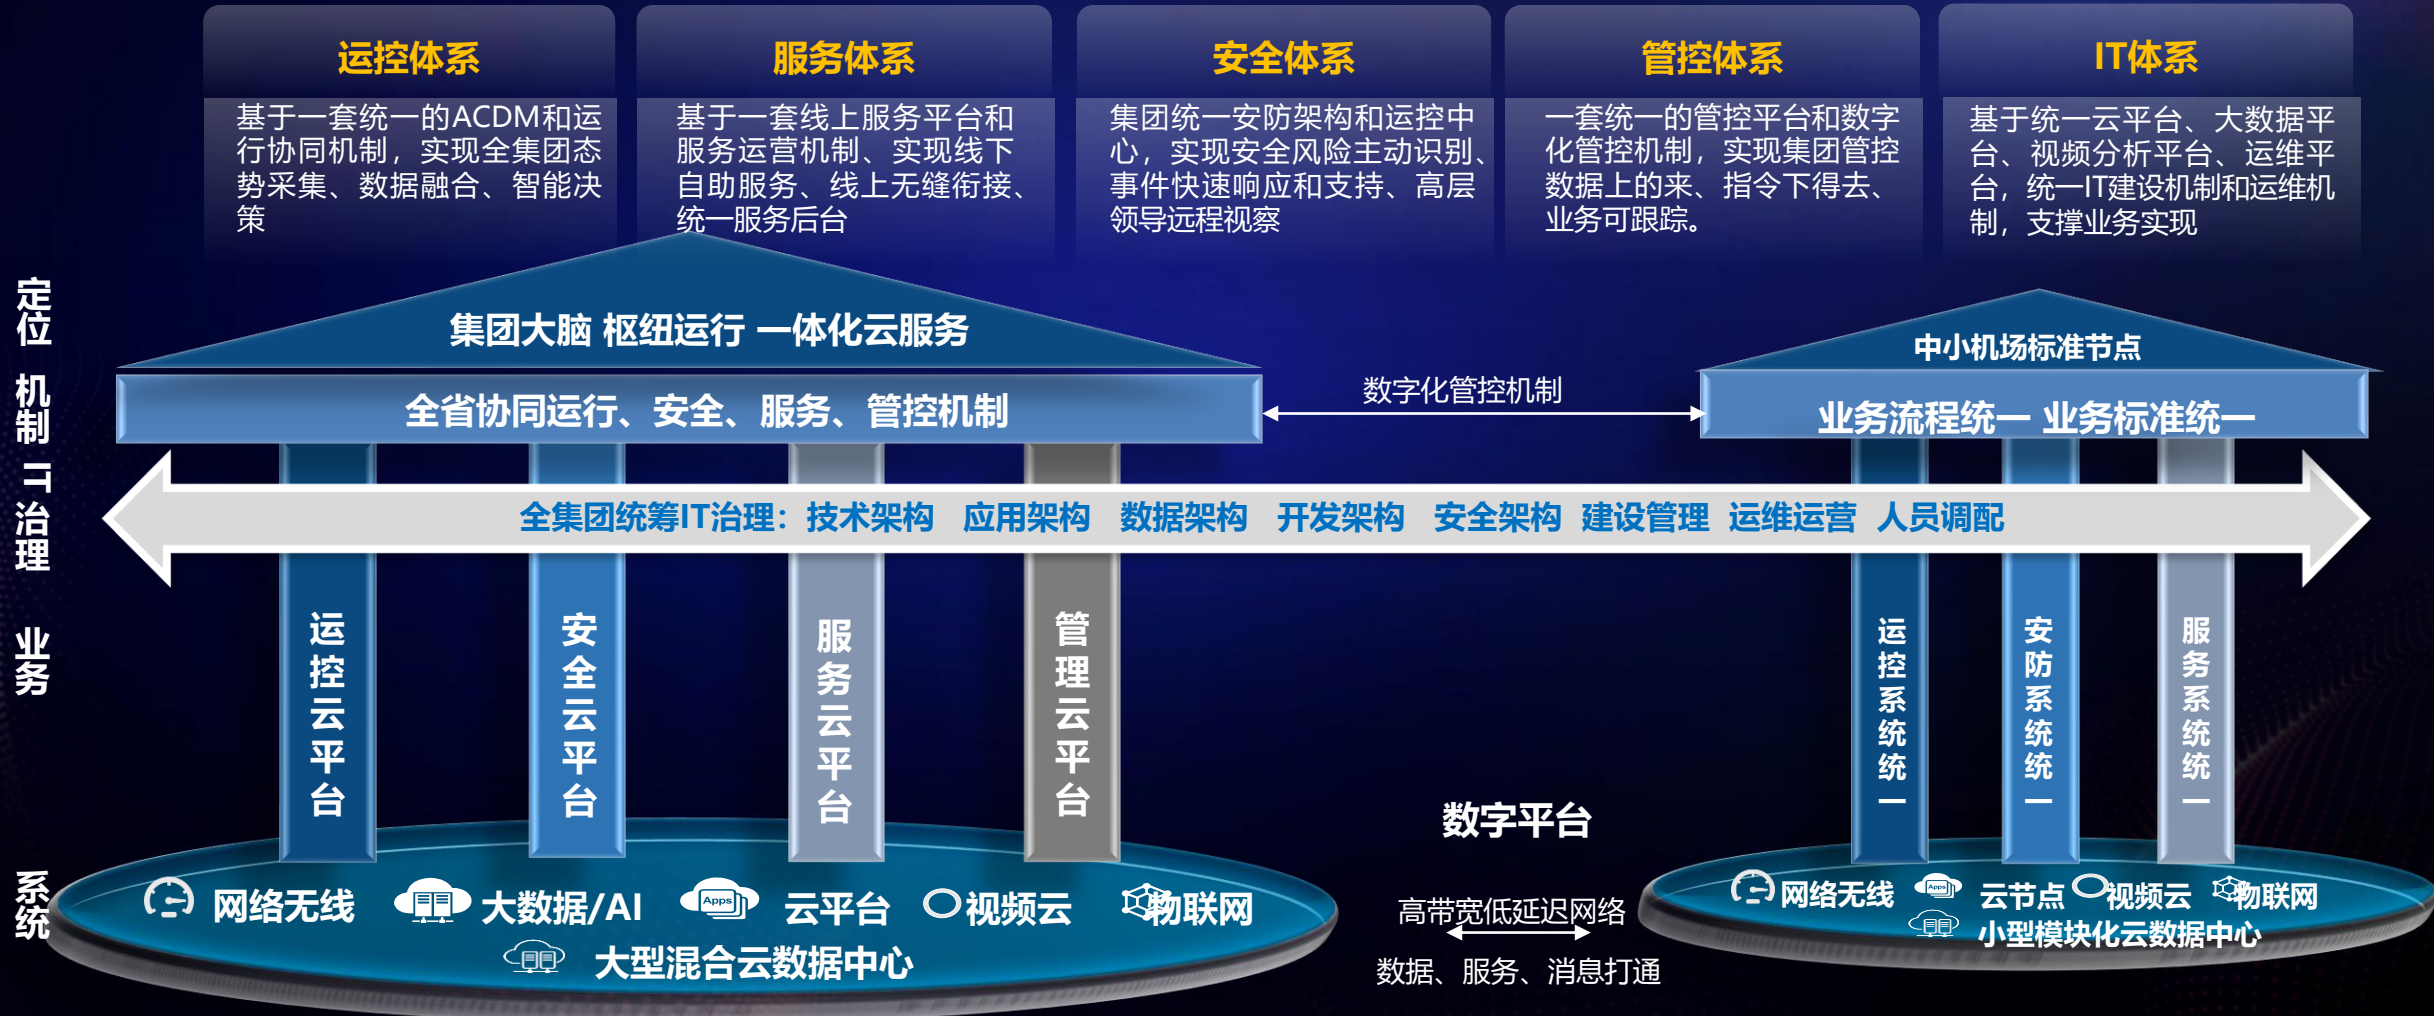 运控体系
基于一套统一的ACDM和运
行协同机制，实现全集团态
势采集、数据融合、智能决
策
服务体系
基于一套线上服务平台和
服务运营机制、实现线下
自助服务、线上无缝衔接、
统一服务后台
安全体系
集团统一安防架构和运控中
心，实现安全风险主动识别、
事件快速响应和支持、高层
领导远程视察
管控体系
一套统一的管控平台和数字
化管控机制，实现集团管控
数据上的来、指令下得去、
业务可跟踪。
IT体系
基于统一云平台、大数据平
台、视频分析平台、运维平
台，统一IT建设机制和运维机
制，支撑业务实现
定位
集团大脑 枢纽运行 一体化云服务
中小机场标准节点
机制
全省协同运行、安全、服务、管控机制
数字化管控机制
业务流程统一 业务标准统一
IT治理
全集团统筹IT治理：技术架构 应用架构 数据架构 开发架构 安全架构 建设管理 运维运营 人员调配
业务
运控云平台
安全云平台
服务云平台
管理云平台
运控系统统一
安防系统统一
服务系统统一
数字平台
系统
网络无线
大数据/AI
Apps
云平台
视频云
物联网
大型混合云数据中心
高带宽低延迟网络
数据、服务、消息打通
网络无线
Apps
云节点
视频云
物联网
小型模块化云数据中心